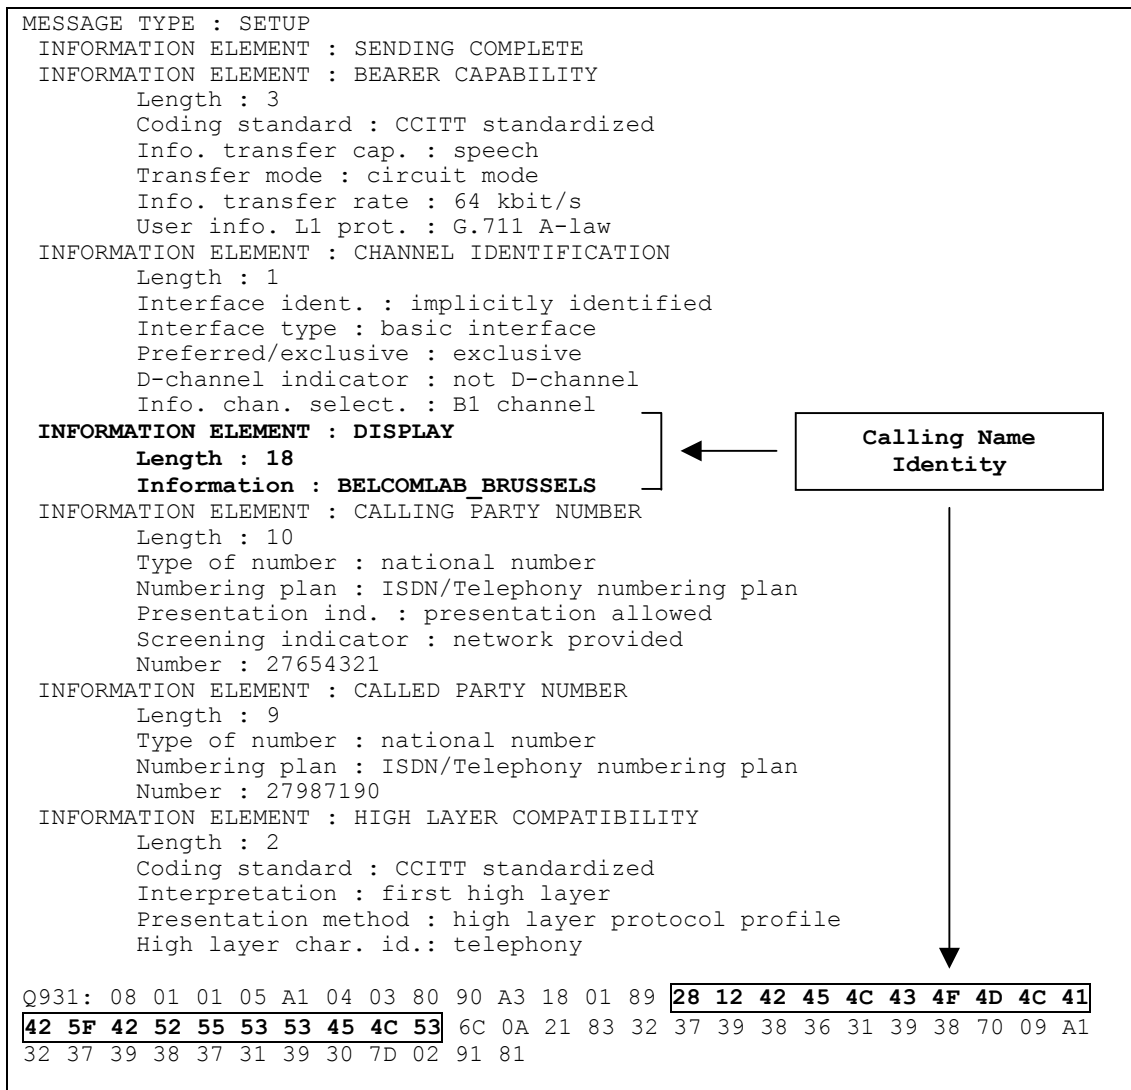 MESSAGE TYPE : SETUP
INFORMATION ELEMENT : SENDING COMPLETE
INFORMATION ELEMENT : BEARER CAPABILITY
Length : 3
Coding standard : CCITT standardized
Info. transfer cap. : speech
Transfer mode : circuit mode
Info. transfer rate : 64 kbit/s
User info. L1 prot. : G.711 A-law
INFORMATION ELEMENT : CHANNEL IDENTIFICATION
Length : 1
Interface ident. : implicitly identified
Interface type : basic interface
Preferred/exclusive : exclusive
D-channel indicator : not D-channel
Info. chan. select. : B1 channel
INFORMATION ELEMENT : DISPLAY
Length : 18
Information : BELCOMLAB_BRUSSELS
Calling Name
Identity
INFORMATION ELEMENT : CALLING PARTY NUMBER
Length : 10
Type of number : national number
Numbering plan : ISDN/Telephony numbering plan
Presentation ind. : presentation allowed
Screening indicator : network provided
Number : 27654321
INFORMATION ELEMENT : CALLED PARTY NUMBER
Length : 9
Type of number : national number
Numbering plan : ISDN/Telephony numbering plan
Number : 27987190
INFORMATION ELEMENT : HIGH LAYER COMPATIBILITY
Length : 2
Coding standard : CCITT standardized
Interpretation : first high layer
Presentation method : high layer protocol profile
High layer char. id.: telephony
Q931: 08 01 01 05 A1 04 03 80 90 A3 18 01 89 28 12 42 45 4C 43 4F 4D 4C 41
42 5F 42 52 55 53 53 45 4C 53 6C 0A 21 83 32 37 39 38 36 31 39 38 70 09 A1
32 37 39 38 37 31 39 30 7D 02 91 81